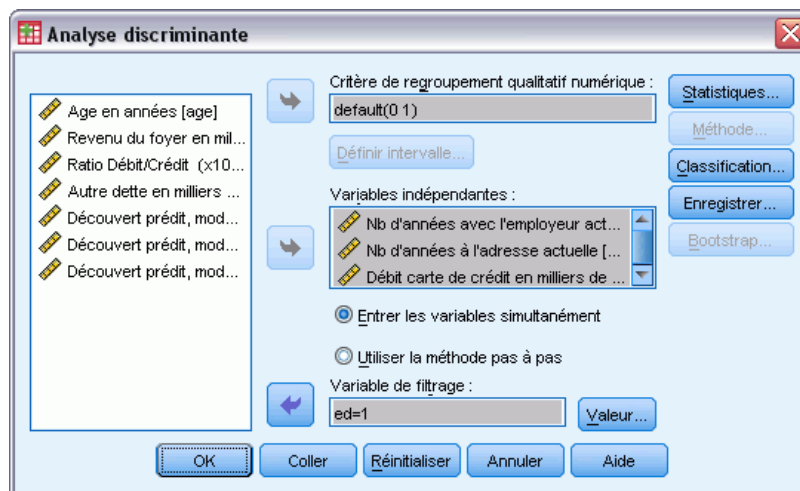 Analyse discriminante
Age en années [age]
Revenu du foyer en mil...
Ratio Débit/Crédit (x10...
Autre dette en milliers ...
Découvert prédit, mod...
Découvert prédit, mod...
Découvert prédit, mod...
Critère de regroupement qualitatif numérique :
default(0 1)
Définir intervalle...
Variables indépendantes :
Nb d'années avec l'employeur act...
Nb d'années à l'adresse actuelle [...
Débit carte de crédit en milliers de ...
Entrer les variables simultanément
Utiliser la méthode pas à pas
Variable de filtrage :
ed=1
Valeur...
Statistiques...
Méthode...
Classification...
Enregistrer...
Bootstrap...
OK
Coller
Réinitialiser
Annuler
Aide